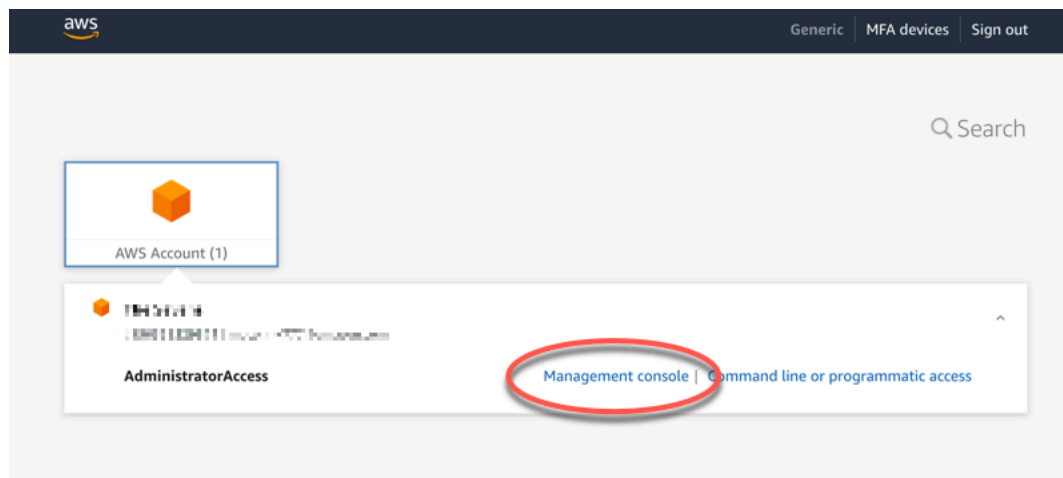 aws
Generic MFA devices Sign out
Search
AWS Account (1)
AdministratorAccess Management console | Command line or programmatic access